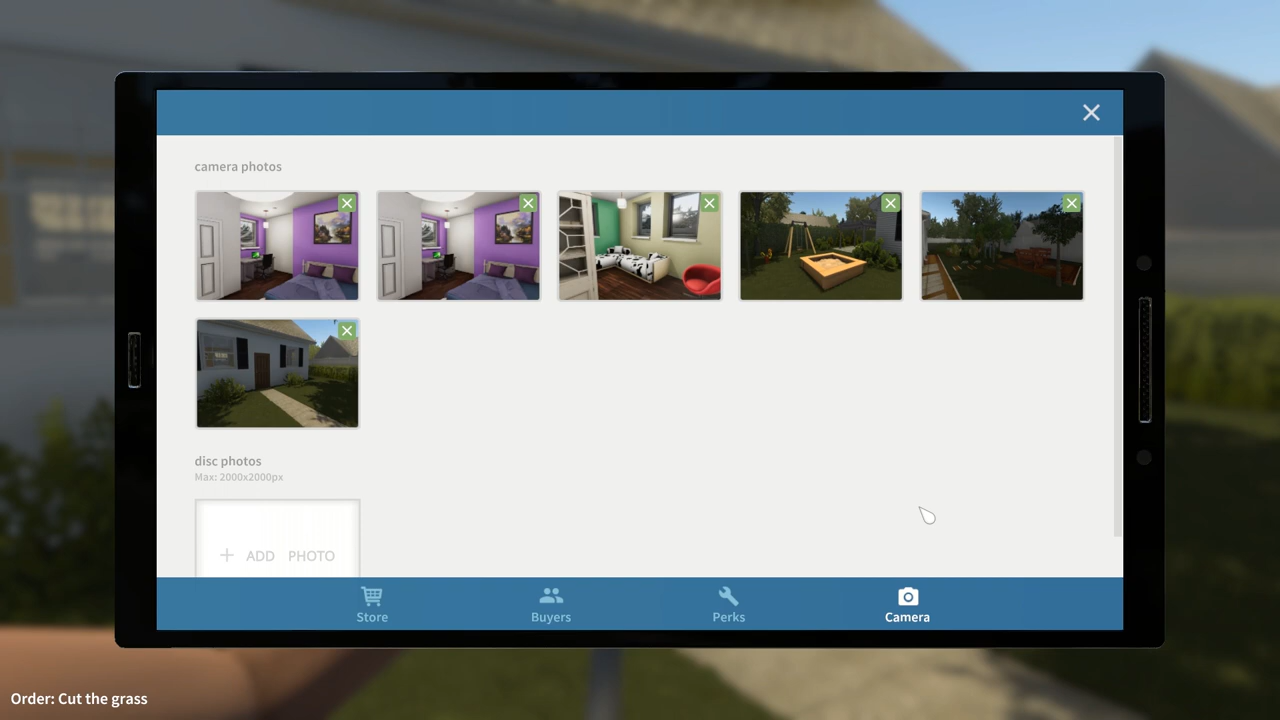 camera photos
disc photos
Max: 2000x2000px
+ ADD PHOTO
Store
Buyers
Perks
Camera
Order: Cut the grass